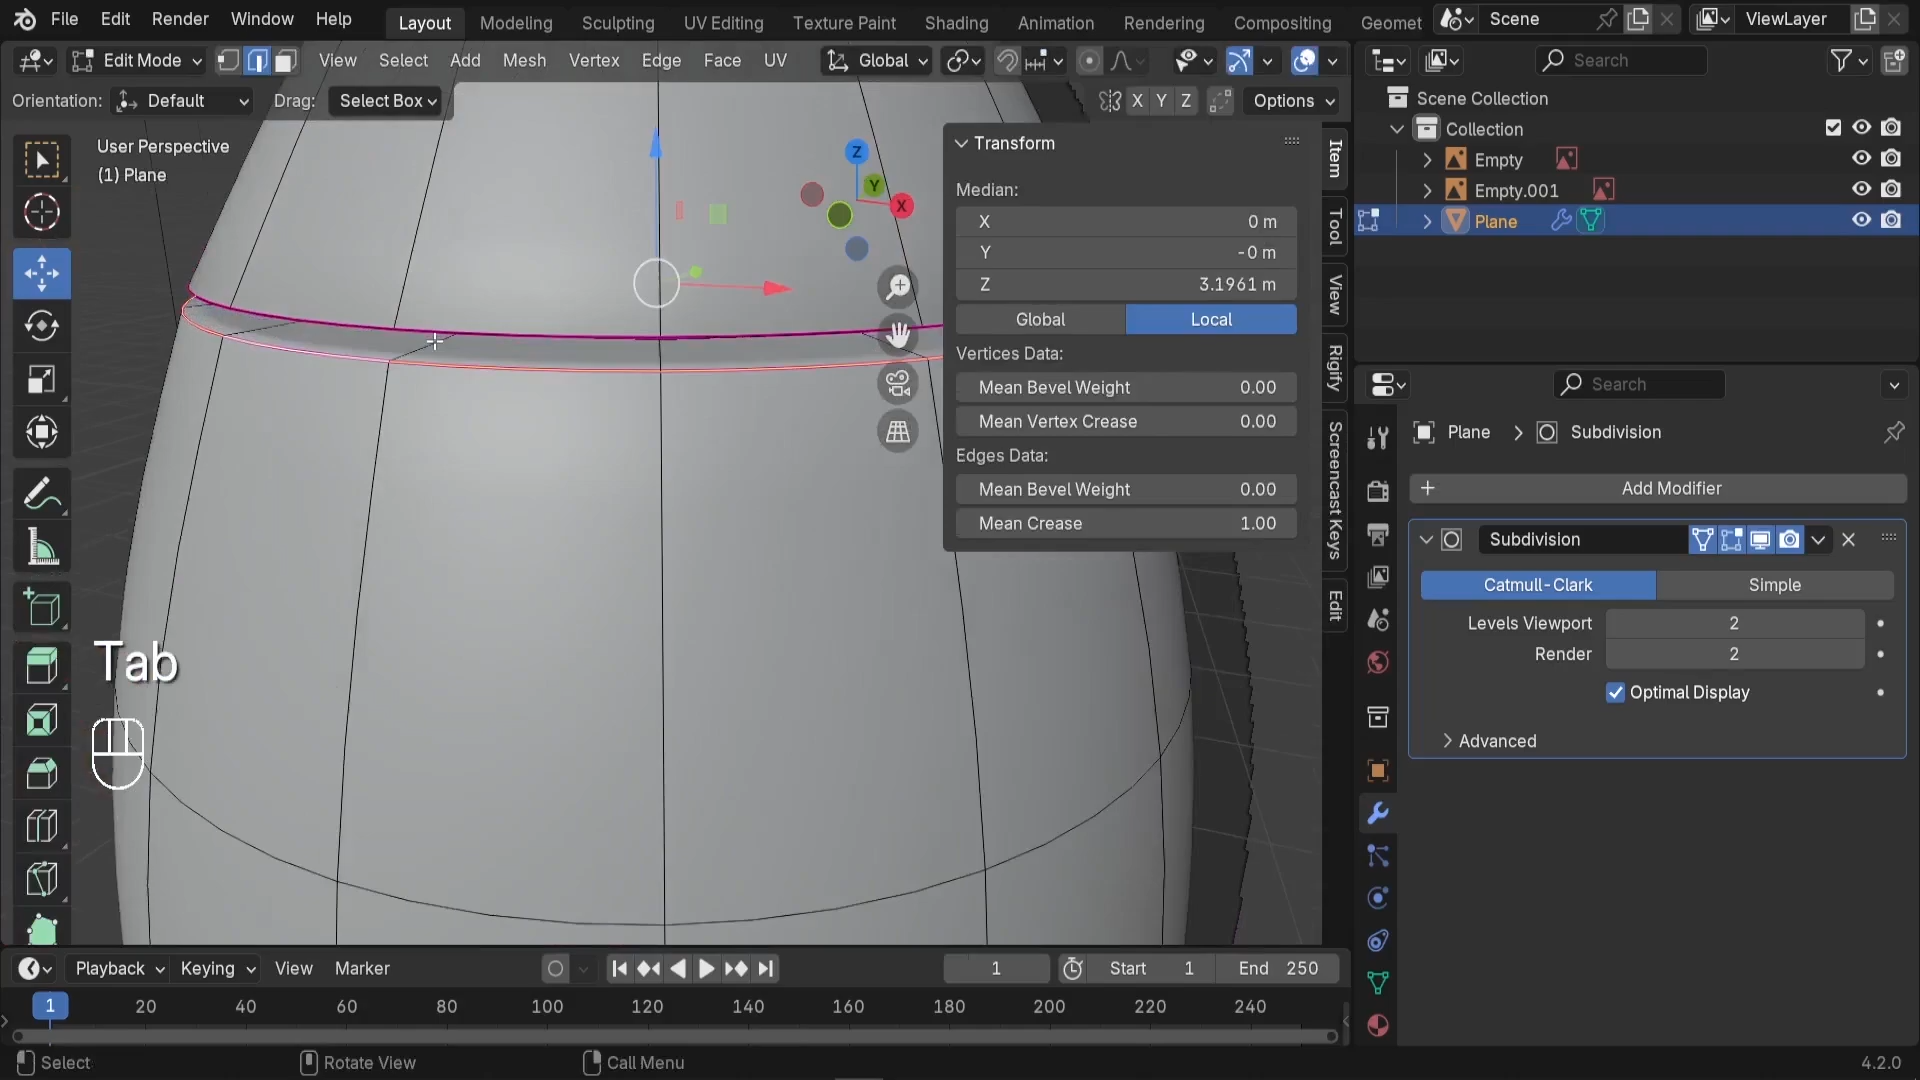 File Edit Render Window Help Layout Modeling Sculpting UV Editing Texture Paint Shading Animation Rendering Compositing Geomet Scene ViewLayer
Edit Mode View Select Add Mesh Vertex Edge Face UV Global Search
Orientation: Default Drag: Select Box X Y Z Options
Scene Collection
Collection
Empty
Empty.001
Plane
User Perspective
(1) Plane
Z
Y
X
Transform
Median:
X 0 m
Y -0 m
Z 3.1961 m
Global Local
Vertices Data:
Mean Bevel Weight 0.00
Mean Vertex Crease 0.00
Edges Data:
Mean Bevel Weight 0.00
Mean Crease 1.00
Item
Tool
View
Rigify
Screencast Keys
Edit
Search
Plane Subdivision
+ Add Modifier
Subdivision
Catmull-Clark Simple
Levels Viewport 2
Render 2
Optimal Display
Advanced
Tab
Playback Keying View Marker 1 Start 1 End 250
1 20 40 60 80 100 120 140 160 180 200 220 240
Select Rotate View Call Menu 4.2.0